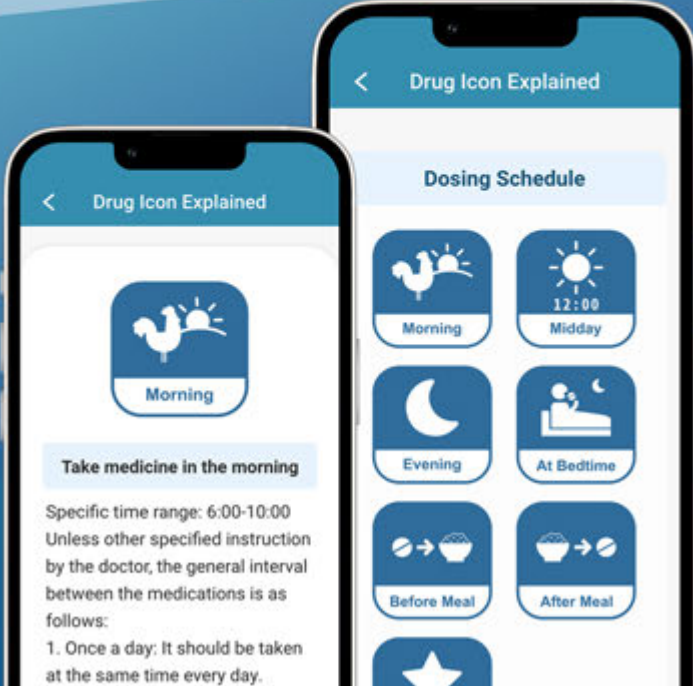 Drug Icon Explained
Morning
Take medicine in the morning
Specific time range: 6:00-10:00
Unless other specified instruction
by the doctor, the general interval
between the medications is as
follows:
1. Once a day: It should be taken
at the same time every day.
Drug Icon Explained
Dosing Schedule
Morning
12:00
Midday
Evening
At Bedtime
Before Meal
After Meal